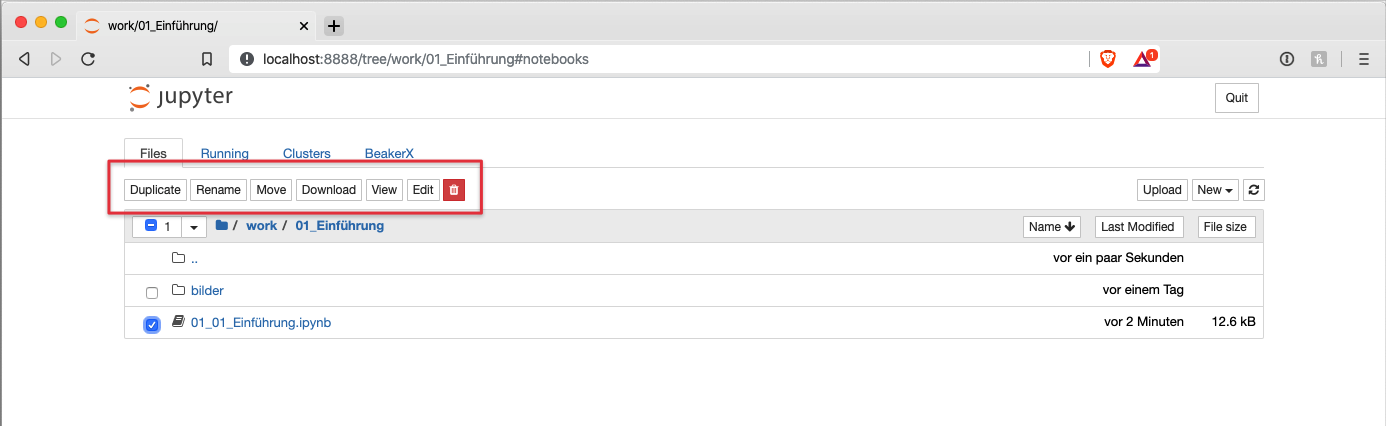 work/01_Einführung/
localhost:8888/tree/work/01_Einführung#notebooks 1
jupyter Quit
Files Running Clusters BeakerX
Duplicate Rename Move Download View Edit Upload New
1 / work / 01_Einführung Name Last Modified File size
.. vor ein paar Sekunden
bilder vor einem Tag
01_01_Einführung.ipynb vor 2 Minuten 12.6 kB